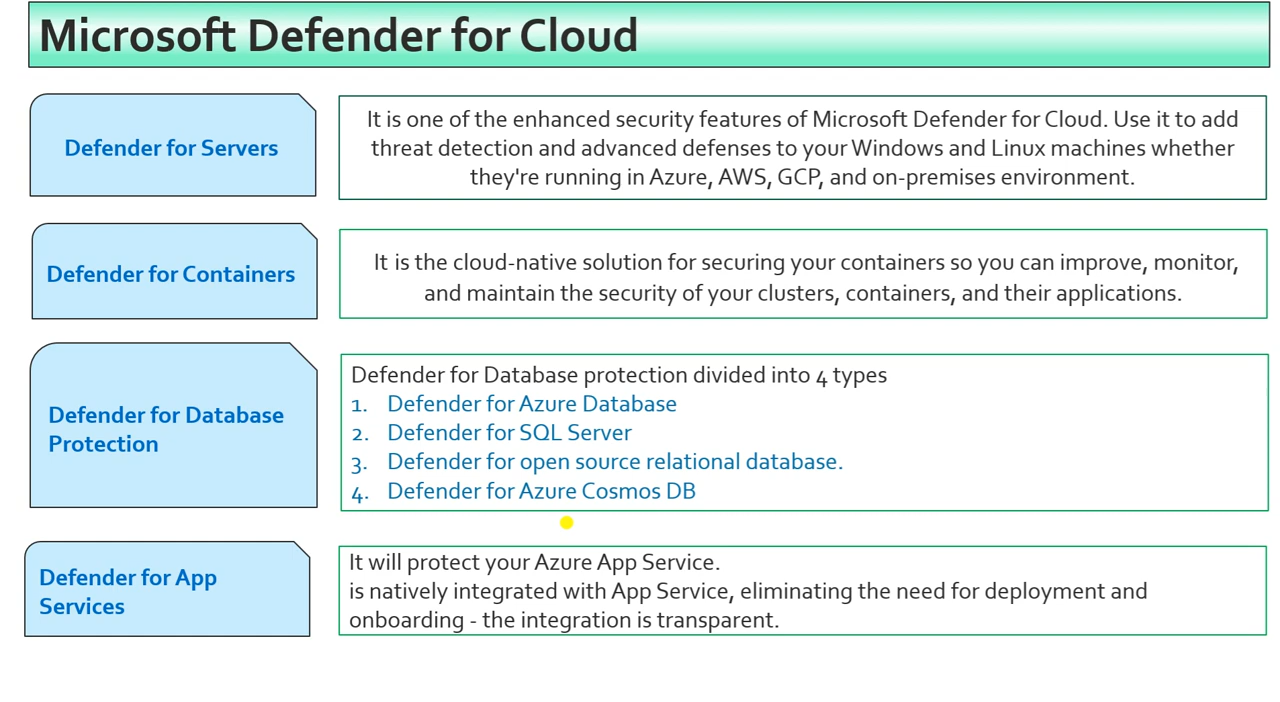 Microsoft Defender for Cloud
Defender for Servers
It is one of the enhanced security features of Microsoft Defender for Cloud. Use it to add
threat detection and advanced defenses to your Windows and Linux machines whether
they're running in Azure, AWS, GCP, and on-premises environment.
Defender for Containers
It is the cloud-native solution for securing your containers so you can improve, monitor,
and maintain the security of your clusters, containers, and their applications.
Defender for Database
Protection
Defender for Database protection divided into 4 types
1. Defender for Azure Database
2. Defender for SQL Server
3. Defender for open source relational database.
4. Defender for Azure Cosmos DB
Defender for App
Services
It will protect your Azure App Service.
is natively integrated with App Service, eliminating the need for deployment and
onboarding - the integration is transparent.